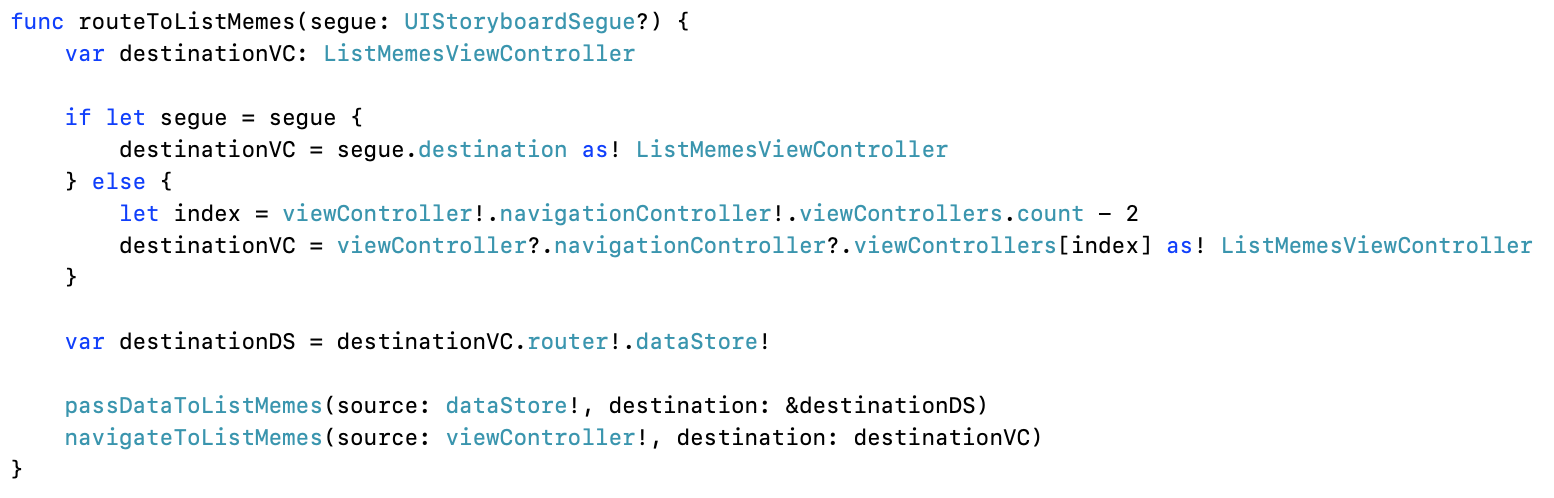 func routeToListMemes(segue: UIStoryboardSegue?) {
    var destinationVC: ListMemesViewController

    if let segue = segue {
        destinationVC = segue.destination as! ListMemesViewController
    } else {
        let index = viewController!.navigationController!.viewControllers.count - 2
        destinationVC = viewController?.navigationController?.viewControllers[index] as! ListMemesViewController
    }

    var destinationDS = destinationVC.router!.dataStore!

    passDataToListMemes(source: dataStore!, destination: &destinationDS)
    navigateToListMemes(source: viewController!, destination: destinationVC)
}